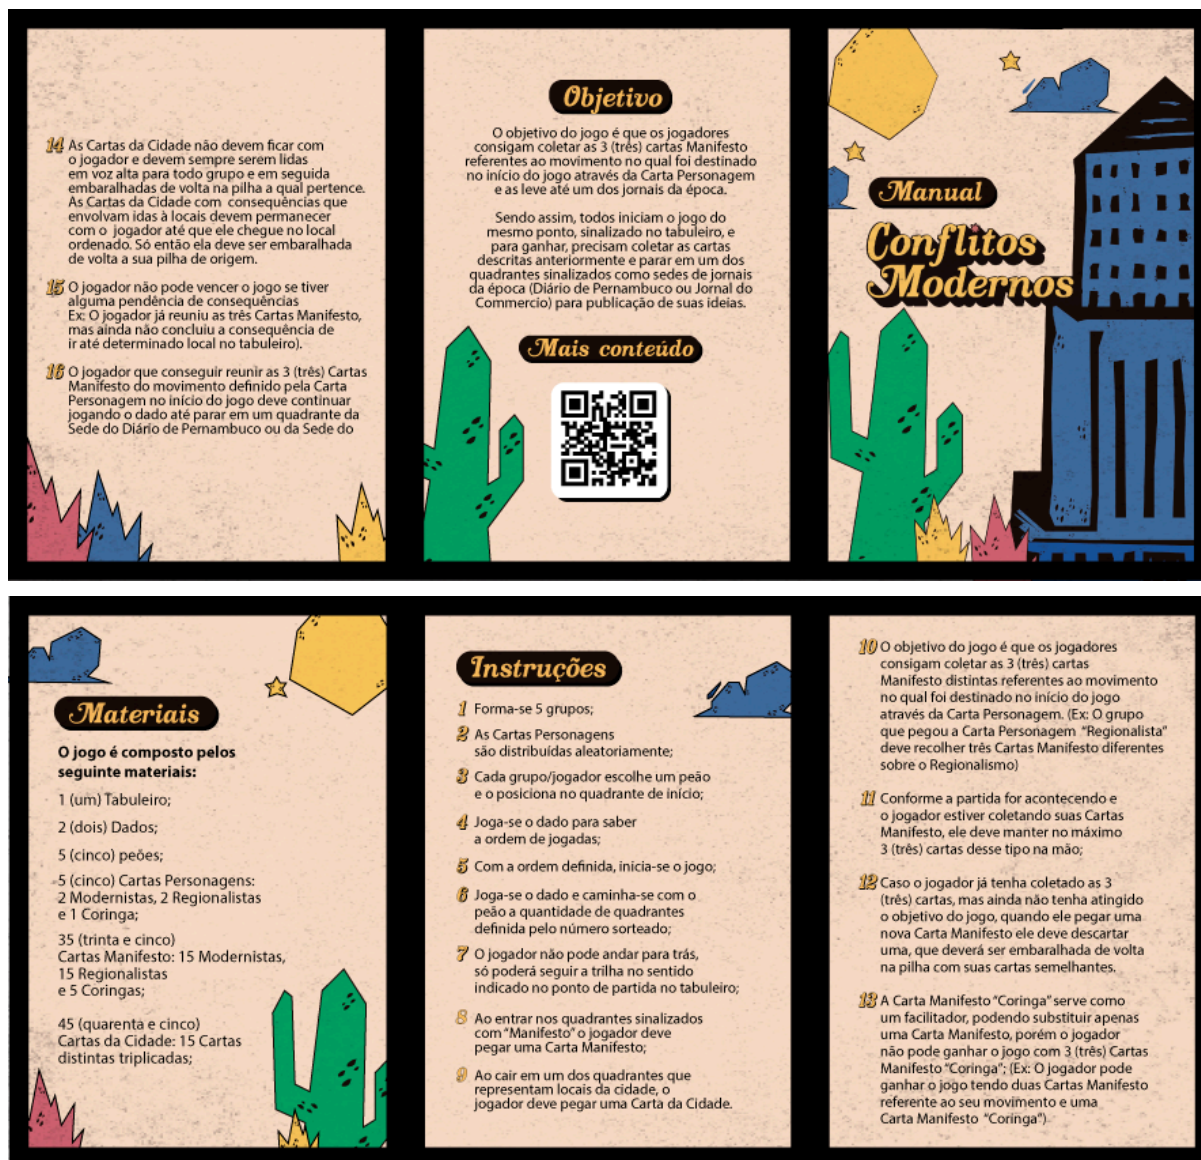 14 As Cartas da Cidade não devem ficar com
o jogador e devem sempre serem lidas
em voz alta para todo grupo e em seguida
embaralhadas de volta na pilha a qual pertence.
As Cartas da Cidade com consequências que
envolvam idas à locais devem permanecer
com o jogador até que ele chegue no local
ordenado. Só então ela deve ser embaralhada
de volta a sua pilha de origem.
15 O jogador não pode vencer o jogo se tiver
alguma pendência de consequências
Ex: O jogador já reuniu as três Cartas Manifesto,
mas ainda não concluiu a consequência de
ir até determinado local no tabuleiro).
16 O jogador que conseguir reunir as 3 (três) Cartas
Manifesto do movimento definido pela Carta
Personagem no início do jogo deve continuar
jogando o dado até parar em um quadrante da
Sede do Diário de Pernambuco ou da Sede do
Objetivo
O objetivo do jogo é que os jogadores
consigam coletar as 3 (três) cartas Manifesto
referentes ao movimento no qual foi destinado
no início do jogo através da Carta Personagem
e as leve até um dos jornais da época.
Sendo assim, todos iniciam o jogo do
mesmo ponto, sinalizado no tabuleiro, e
para ganhar, precisam coletar as cartas
descritas anteriormente e parar em um dos
quadrantes sinalizados como sedes de jornais
da época (Diário de Pernambuco ou Jornal do
Commercio) para publicação de suas ideias.
Mais conteúdo
Manual
Conflitos
Modernos
Materiais
O jogo é composto pelos
seguinte materiais:
1 (um) Tabuleiro;
2 (dois) Dados;
5 (cinco) peões;
5 (cinco) Cartas Personagens:
2 Modernistas, 2 Regionalistas
e 1 Coringa;
35 (trinta e cinco)
Cartas Manifesto: 15 Modernistas,
15 Regionalistas
e 5 Coringas;
45 (quarenta e cinco)
Cartas da Cidade: 15 Cartas
distintas triplicadas;
Instruções
1 Forma-se 5 grupos;
2 As Cartas Personagens
são distribuídas aleatoriamente;
3 Cada grupo/jogador escolhe um peão
e o posiciona no quadrante de início;
4 Joga-se o dado para saber
a ordem de jogadas;
5 Com a ordem definida, inicia-se o jogo;
6 Joga-se o dado e caminha-se com o
peão a quantidade de quadrantes
definida pelo número sorteado;
7 O jogador não pode andar para trás,
só poderá seguir a trilha no sentido
indicado no ponto de partida no tabuleiro;
8 Ao entrar nos quadrantes sinalizados
com "Manifesto" o jogador deve
pegar uma Carta Manifesto;
9 Ao cair em um dos quadrantes que
representam locais da cidade, o
jogador deve pegar uma Carta da Cidade.
10 O objetivo do jogo é que os jogadores
consigam coletar as 3 (três) cartas
Manifesto distintas referentes ao movimento
no qual foi destinado no início do jogo
através da Carta Personagem. (Ex: O grupo
que pegou a Carta Personagem "Regionalista"
deve recolher três Cartas Manifesto diferentes
sobre o Regionalismo)
11 Conforme a partida for acontecendo e
o jogador estiver coletando suas Cartas
Manifesto, ele deve manter no máximo
3 (três) cartas desse tipo na mão;
12 Caso o jogador já tenha coletado as 3
(três) cartas, mas ainda não tenha atingido
o objetivo do jogo, quando ele pegar uma
nova Carta Manifesto ele deve descartar
uma, que deverá ser embaralhada de volta
na pilha com suas cartas semelhantes.
13 A Carta Manifesto "Coringa" serve como
um facilitador, podendo substituir apenas
uma Carta Manifesto, porém o jogador
não pode ganhar o jogo com 3 (três) Cartas
Manifesto "Coringa"; (Ex: O jogador pode
ganhar o jogo tendo duas Cartas Manifesto
referente ao seu movimento e uma
Carta Manifesto "Coringa")